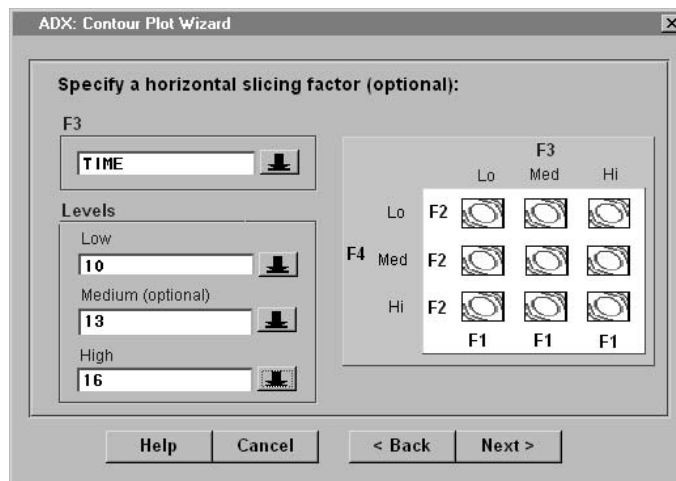 ADX: Contour Plot Wizard
Specify a horizontal slicing factor (optional):
F3
TIME
Levels
Low
10
Medium (optional)
13
High
16
F3
Lo Med Hi
Lo F2
F4 Med F2
Hi F2
F1 F1 F1
Help Cancel < Back Next >